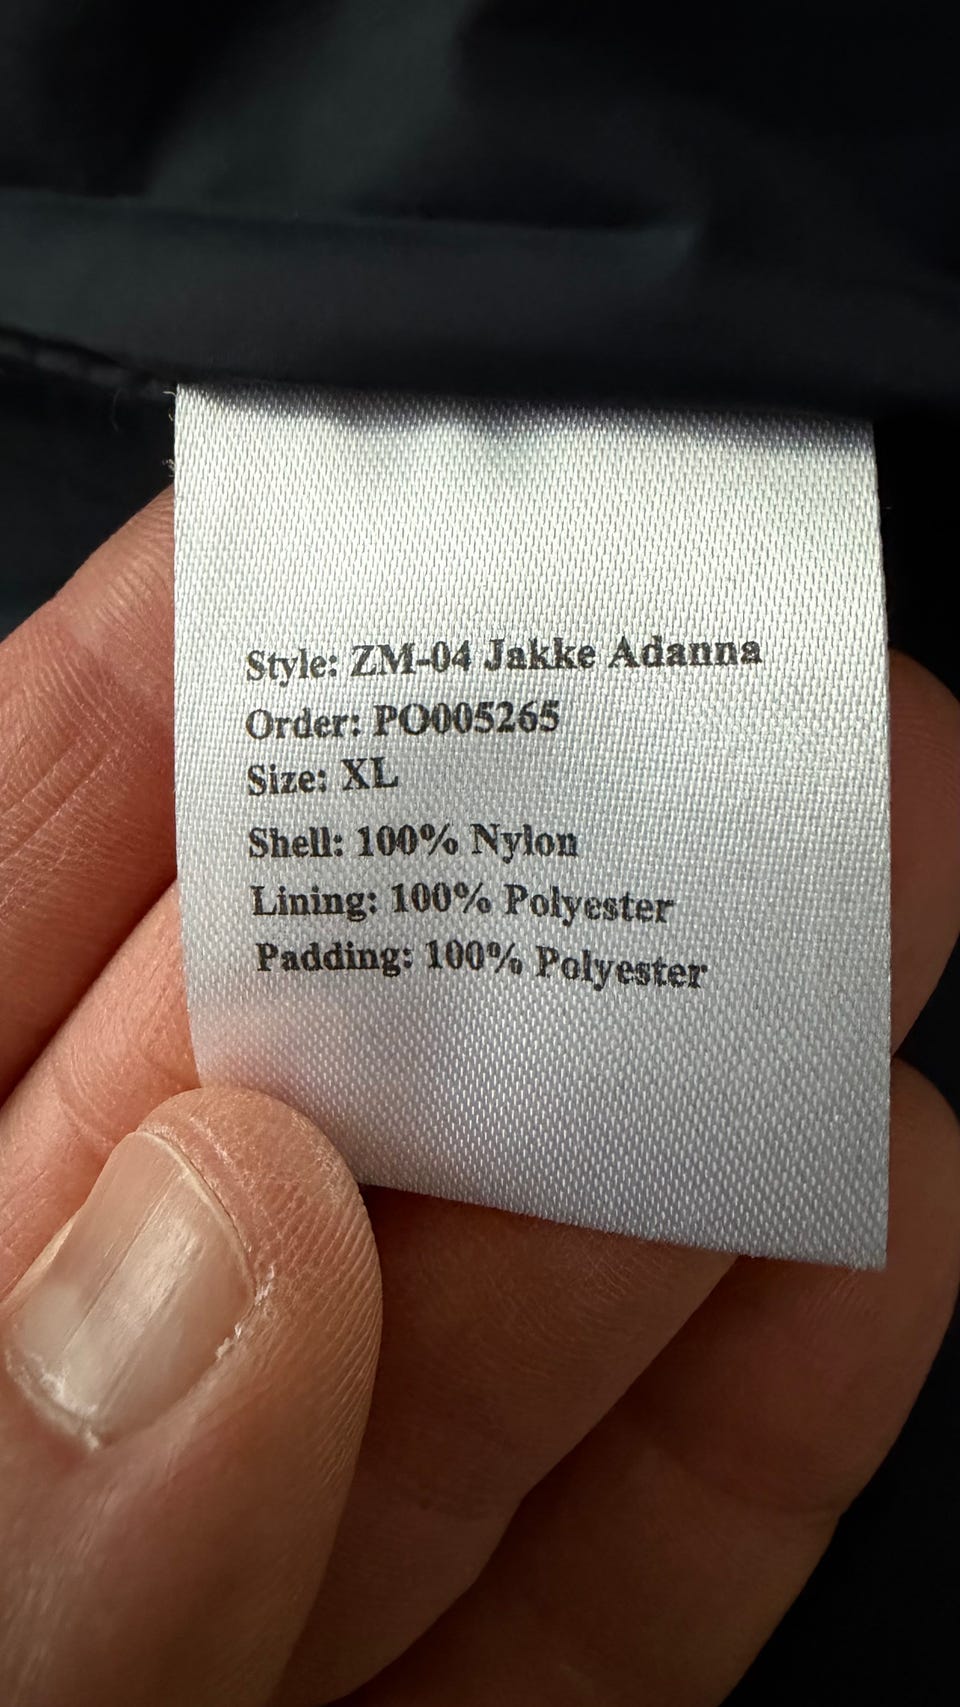 Style: ZM-04 Jakke Adanna
Order: PO005265
Size: XL
Shell: 100% Nylon
Lining: 100% Polyester
Padding: 100% Polyester